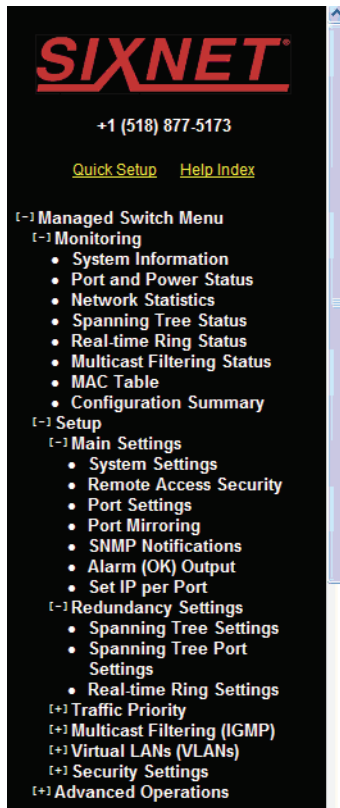 SIXNET®
+1 (518) 877-5173
Quick Setup Help Index
[-] Managed Switch Menu
[-] Monitoring
• System Information
• Port and Power Status
• Network Statistics
• Spanning Tree Status
• Real-time Ring Status
• Multicast Filtering Status
• MAC Table
• Configuration Summary
[-] Setup
[-] Main Settings
• System Settings
• Remote Access Security
• Port Settings
• Port Mirroring
• SNMP Notifications
• Alarm (OK) Output
• Set IP per Port
[-] Redundancy Settings
• Spanning Tree Settings
• Spanning Tree Port
Settings
• Real-time Ring Settings
[+] Traffic Priority
[+] Multicast Filtering (IGMP)
[+] Virtual LANs (VLANs)
[+] Security Settings
[+] Advanced Operations